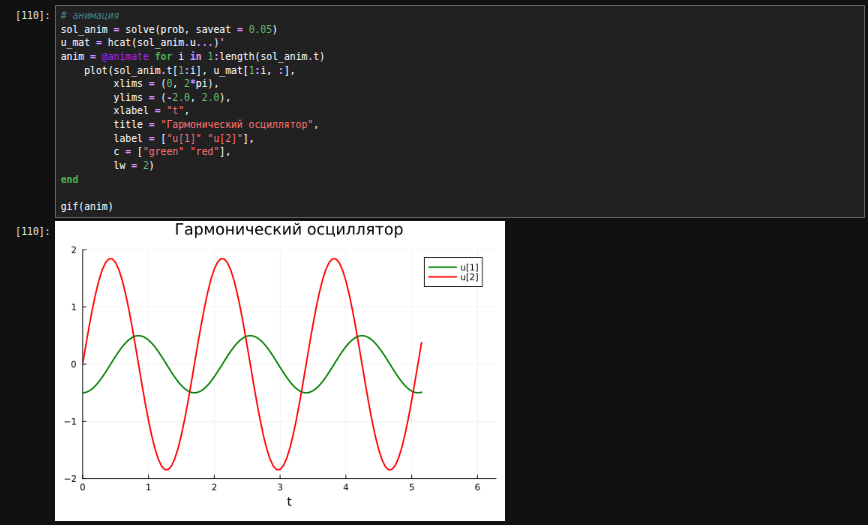 [110]: # анимация
sol_anim = solve(prob, saveat = 0.05)
u_mat = hcat(sol_anim.u...)'
anim = @animate for i in 1:length(sol_anim.t)
plot(sol_anim.t[1:i], u_mat[1:i, :],
xlims = (0, 2*pi),
ylims = (-2.0, 2.0),
xlabel = "t",
title = "Гармонический осциллятор",
label = ["u[1]" "u[2]"],
c = ["green" "red"],
lw = 2)
end
gif(anim)
[110]:
Гармонический осциллятор
2
u[1]
u[2]
1
0
−1
−2
0 1 2 3 4 5 6
t